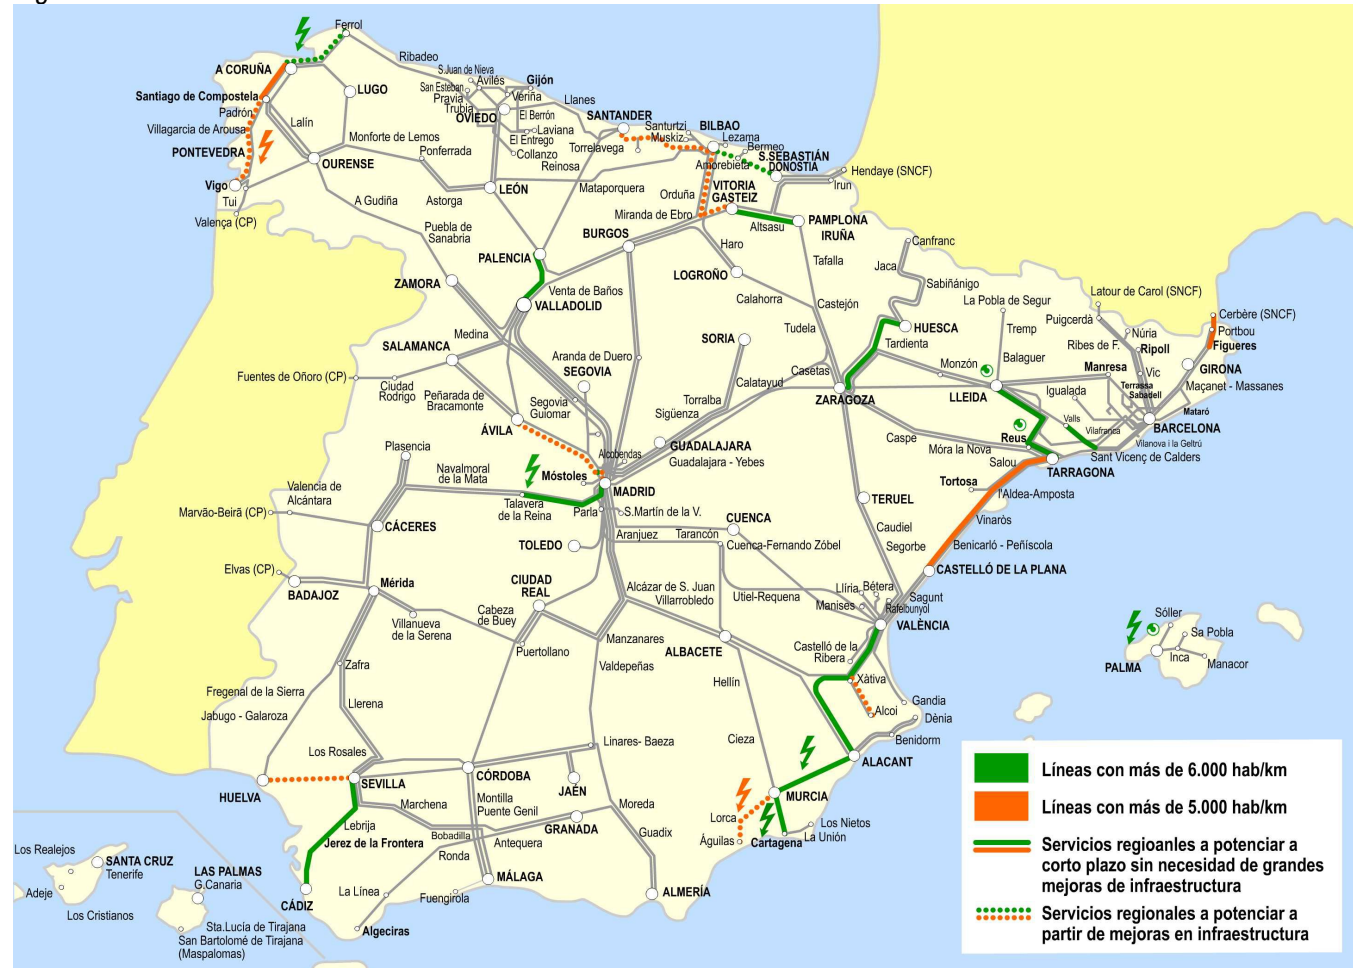 Ferrol
Ribadeo
A CORUÑA
S.Juan de Nieva
Avilés
Gijón
LUGO
San Esteban
Pravia
Trubia
Veriña
Llanes
Santiago de Compostela
Padrón
OVIEDO
El Berrón
SANTANDER
Santurtzi
BILBAO
Villagarcia de Arousa
Lalín
Monforte de Lemos
Laviana
El Entrego
Muskiz
Lezama
Bermeo
PONTEVEDRA
Ponferrada
Collanzo
Torrelavega
Reinosa
Amorebieta
S.SEBASTIÁN
DONOSTIA
OURENSE
Hendaye (SNCF)
Vigo
LEÓN
Mataporquera
Orduña
VITORIA
GASTEIZ
Irun
Tui
A Gudiña
Astorga
Valença (CP)
Puebla de
Sanabria
Miranda de Ebro
Altsasu
PAMPLONA
IRUÑA
BURGOS
Haro
Canfranc
PALENCIA
Tafalla
Jaca
LOGROÑO
ZAMORA
Sabiñánigo
Venta de Baños
VALLADOLID
Calahorra
Castejón
La Pobla de Segur
Latour de Carol (SNCF)
Cerbère (SNCF)
Medina
Tudela
HUESCA
Tremp
Puigcerdà
Núria
Portbou
SALAMANCA
SORIA
Tardienta
Ribes de F.
Ripoll
Figueres
Aranda de Duero
SEGOVIA
Casetas
Monzón
Balaguer
Manresa
Vic
GIRONA
Fuentes de Oñoro (CP)
Ciudad
Rodrigo
Peñarada de
Bracamonte
Segovia
Guiomar
Torralba
Calatayud
ZARAGOZA
LLEIDA
Igualada
Terrassa
Sabadell
Maçanet - Massanes
Sigüenza
Mataró
ÁVILA
Valls
Vilafranca
BARCELONA
Plasencia
Alcobendas
GUADALAJARA
Guadalajara - Yebes
Caspe
Reus
Móra la Nova
Vilanova i la Geltrú
Sant Vicenç de Calders
Salou
TARRAGONA
Navalmoral
de la Mata
Móstoles
MADRID
Tortosa
l'Aldea-Amposta
Valencia de
Alcántara
Talavera
de la Reina
Parla
S.Martín de la V.
TERUEL
Marvão-Beirã (CP)
CÁCERES
CUENCA
Caudiel
Vinaròs
TOLEDO
Aranjuez
Tarancón
Cuenca-Fernando Zóbel
Segorbe
Benicarló - Peñíscola
Elvas (CP)
BADAJOZ
Mérida
CIUDAD
REAL
Alcázar de S. Juan
Villarrobledo
CASTELLÓ DE LA PLANA
Llíria
Bétera
Utiel-Requena
Manises
Sagunt
Rafelbunyol
Villanueva
de la Serena
Cabeza
de Buey
VALÈNCIA
Sóller
Manzanares
ALBACETE
Castelló de la
Ribera
Sa Pobla
Puertollano
Valdepeñas
PALMA
Inca
Manacor
Zafra
Hellín
Xàtiva
Fregenal de la Sierra
Gandia
Llerena
Alcoi
Dènia
Jabugo - Galaroza
Cieza
Benidorm
Los Rosales
Linares- Baeza
ALACANT
SEVILLA
CÓRDOBA
JAÉN
HUELVA
MURCIA
Montilla
Puente Genil
Marchena
Moreda
Lorca
Los Nietos
Lebrija
Bobadilla
GRANADA
Guadix
La Unión
Jerez de la Frontera
Antequera
Águilas
Cartagena
Los Realejos
Ronda
SANTA CRUZ
Tenerife
LAS PALMAS
G.Canaria
MÁLAGA
La Línea
Fuengirola
ALMERÍA
Adeje
CÁDIZ
Los Cristianos
Sta.Lucía de Tirajana
San Bartolomé de Tirajana
(Maspalomas)
Algeciras
Líneas con más de 6.000 hab/km
Líneas con más de 5.000 hab/km
Servicios regioanles a potenciar a
corto plazo sin necesidad de grandes
mejoras de infraestructura
Servicios regionales a potenciar a
partir de mejoras en infraestructura